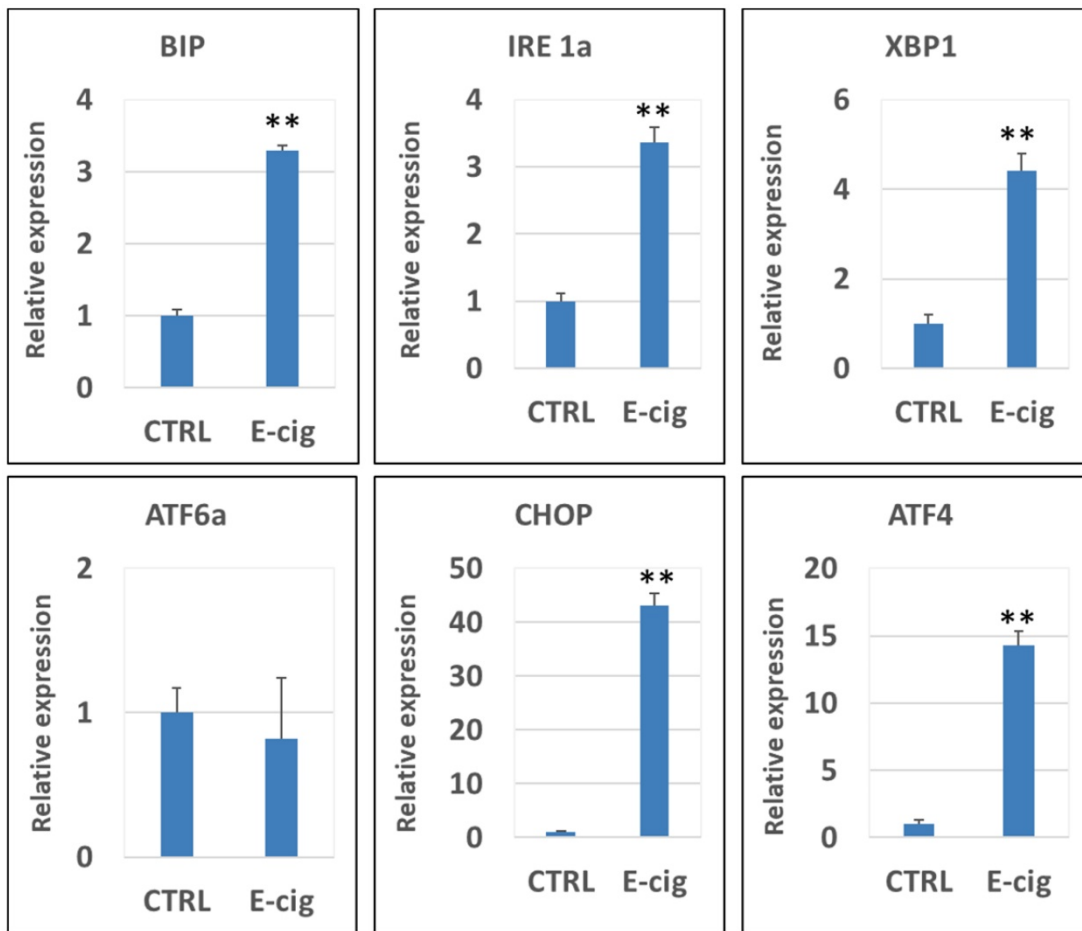 BIP
Relative expression
4
3
2
1
0
**
CTRL E-cig
IRE 1a
Relative expression
4
3
2
1
0
**
CTRL E-cig
XBP1
Relative expression
6
4
2
0
**
CTRL E-cig
ATF6a
Relative expression
2
1
0
CTRL E-cig
CHOP
Relative expression
50
40
30
20
10
0
**
CTRL E-cig
ATF4
Relative expression
20
15
10
5
0
**
CTRL E-cig